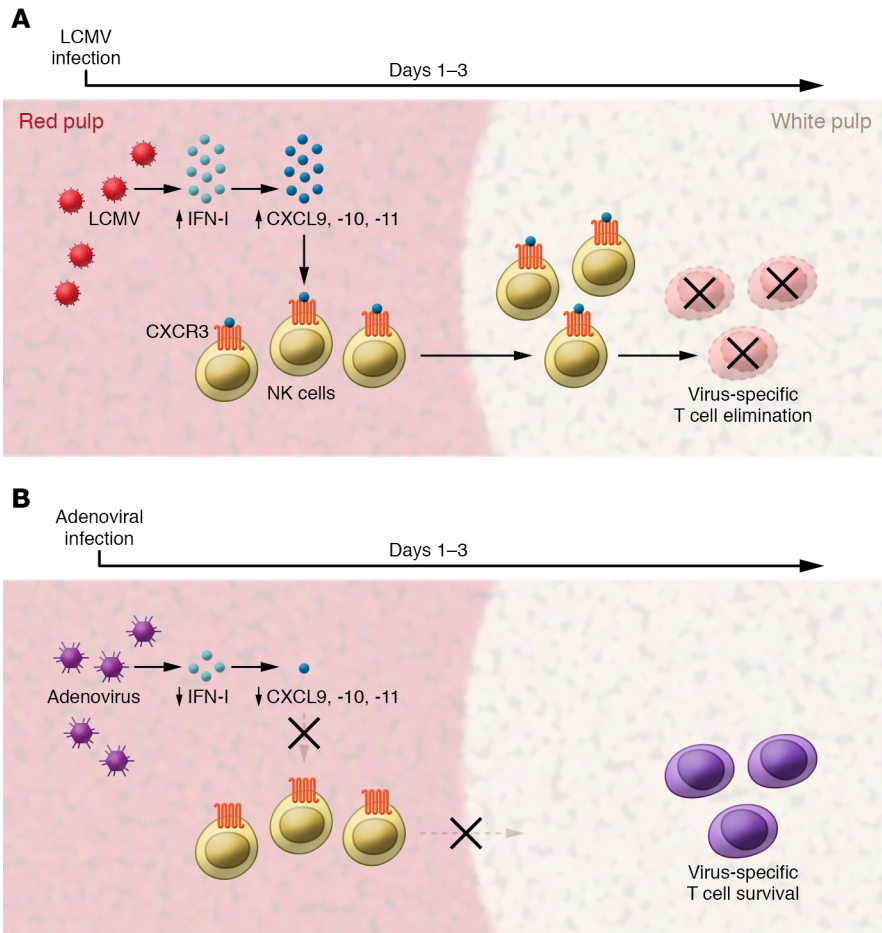 A
LCMV
infection
Days 1–3
Red pulp
White pulp
LCMV
↑ IFN-I
↑ CXCL9, -10, -11
CXCR3
NK cells
Virus-specific
T cell elimination
B
Adenoviral
infection
Days 1–3
Adenovirus
↓ IFN-I
↓ CXCL9, -10, -11
Virus-specific
T cell survival